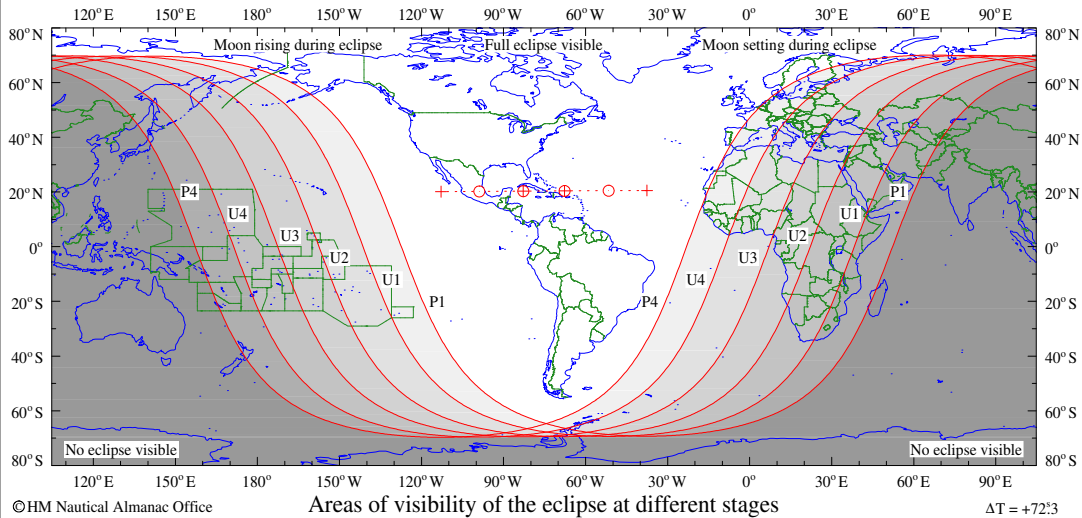 120°E 150°E 180° 150°W 120°W 90°W 60°W 30°W 0° 30°E 60°E 90°E
80°N Moon rising during eclipse Full eclipse visible Moon setting during eclipse 80°N
60°N 60°N
40°N 40°N
20°N P4 P1 20°N
U4 U1
U3 U2
0° 0°
U2 U3
U1 U4
20°S P1 P4 20°S
40°S 40°S
60°S 60°S
No eclipse visible No eclipse visible
80°S 80°S
120°E 150°E 180° 150°W 120°W 90°W 60°W 30°W 0° 30°E 60°E 90°E
©HM Nautical Almanac Office Areas of visibility of the eclipse at different stages ΔT = +72ˢ.3